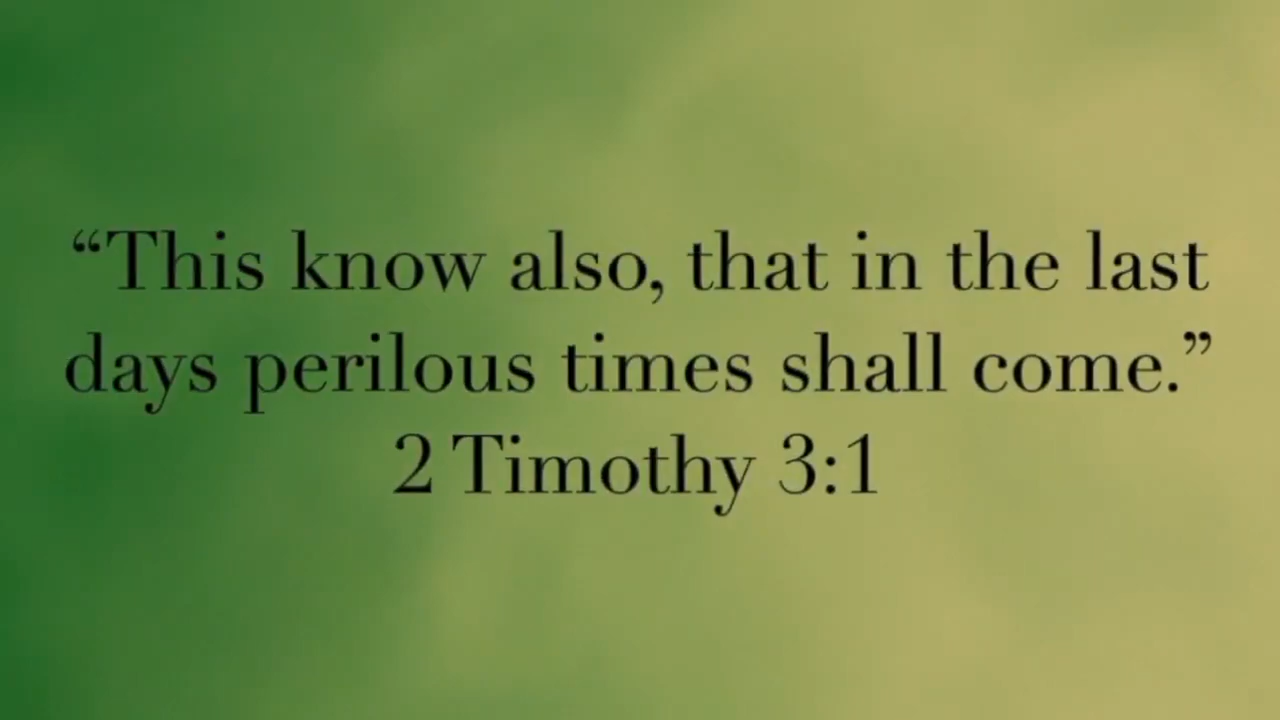 “This know also, that in the last
days perilous times shall come.”
2 Timothy 3:1